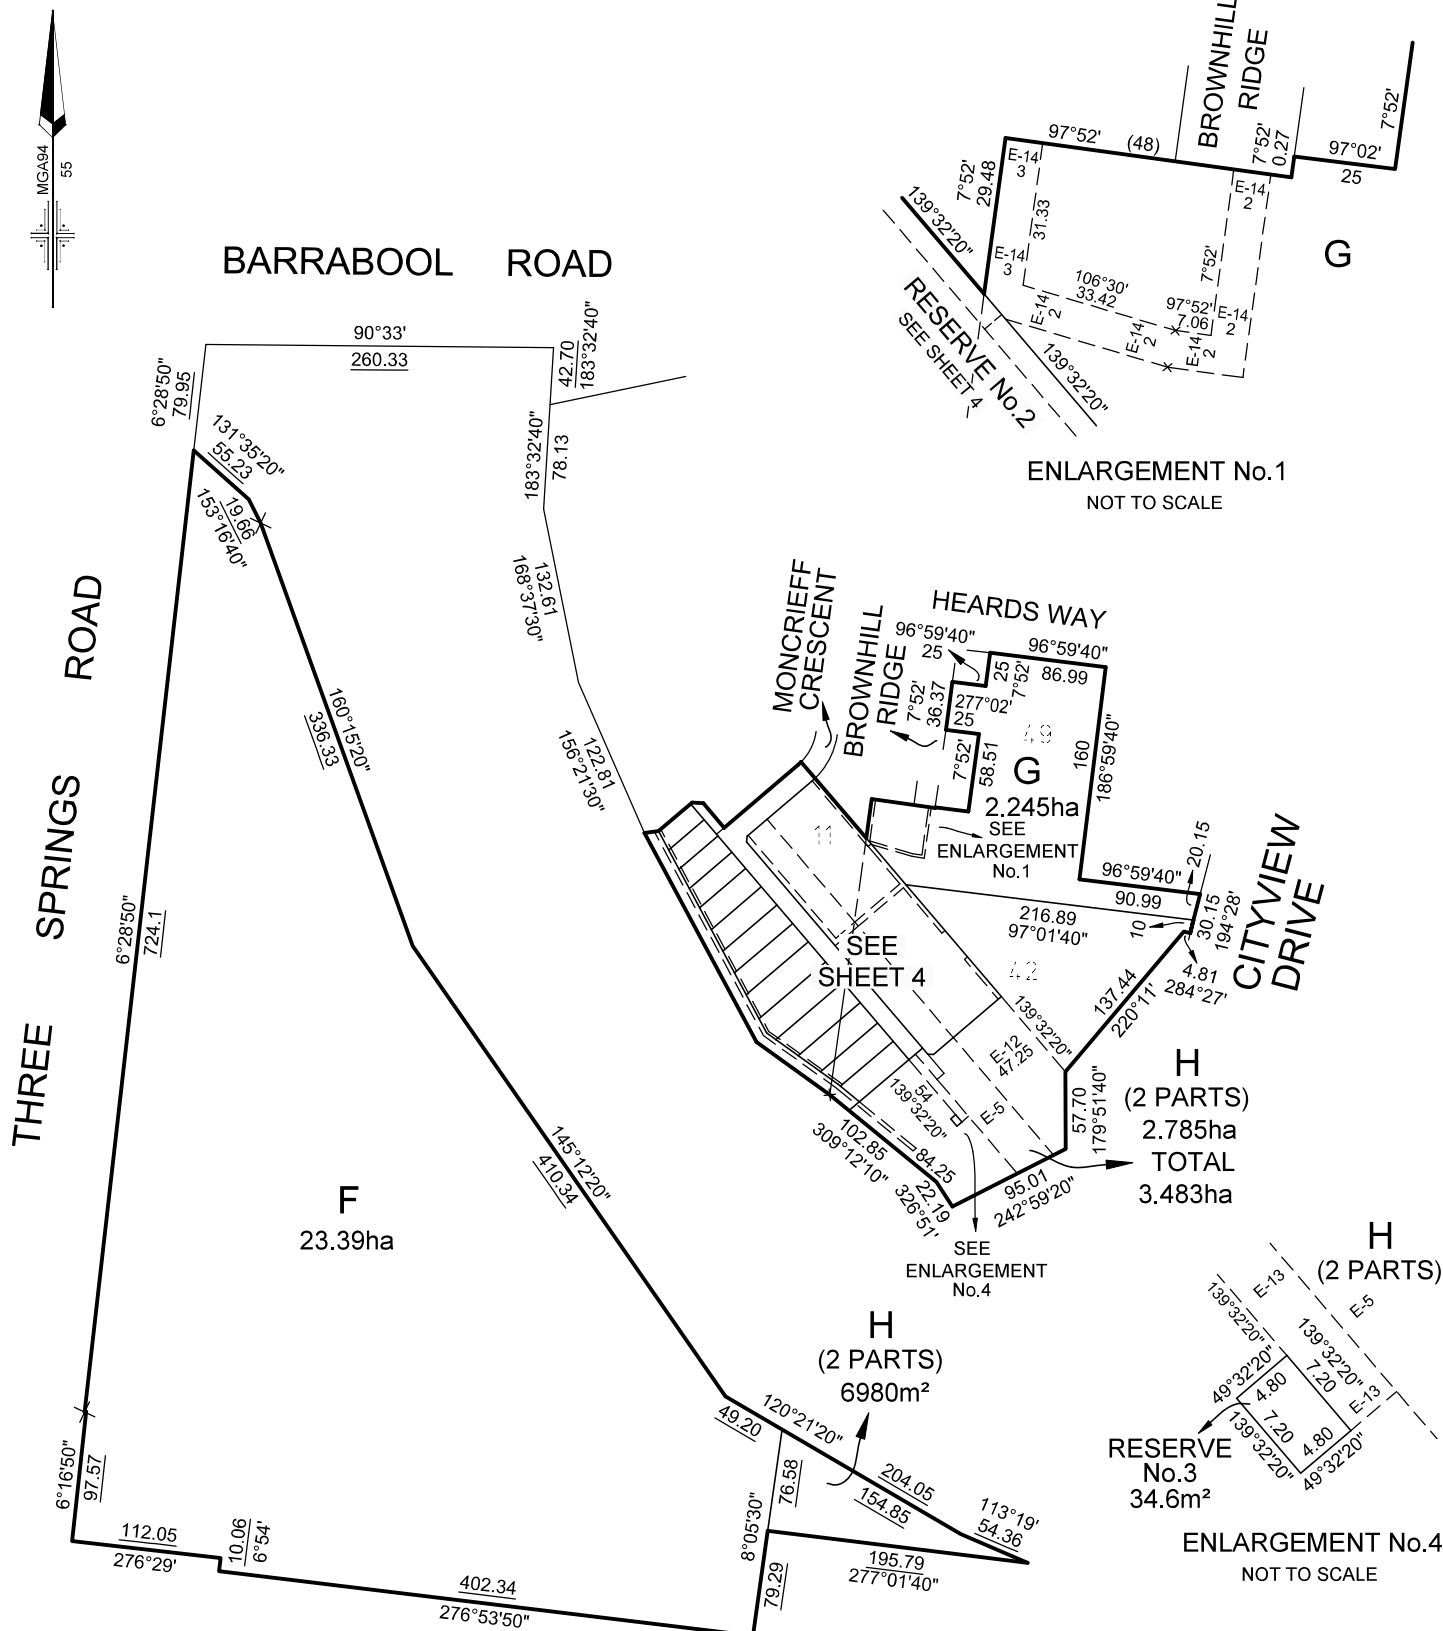 MGA94
55
BARRABOOL ROAD
90°33'
260.33
42.70
183°32'40"
6°28'50"
79.95
131°35'20"
55.23
19.66
153°16'40"
183°32'40"
78.13
132.61
168°37'30"
122.81
156°21'30"
THREE SPRINGS ROAD
160°15'20"
336.33
6°28'50"
724.1
F
23.39ha
145°12'20"
410.34
6°16'50"
97.57
112.05
276°29'
10.06
6°54'
402.34
276°53'50"
49.20
120°21'20"
76.58
8°05'30"
79.29
204.05
154.85
113°19'
54.36
195.79
277°01'40"
H
(2 PARTS)
6980m²
BROWNHILL
RIDGE
7°52'
97°52'
(48)
7°52'
0.27
97°02'
25
7°52'
29.48
E-14
3
31.33
E-14
3
E-14
2
7°52'
G
139°32'20"
106°30'
33.42
97°52'
7.06
E-14
2
E-14
2
E-14
2
E-14
2
RESERVE No.2
SEE SHEET 4
139°32'20"
ENLARGEMENT No.1
NOT TO SCALE
MONCRIEFF
CRESCENT
BROWNHILL
RIDGE
HEARDS WAY
96°59'40"
25
96°59'40"
86.99
25
7°52'
7°52'
36.37
277°02'
25
49
7°52'
58.51
G
2.245ha
160
186°59'40"
SEE
ENLARGEMENT
No.1
11
96°59'40"
90.99
20.15
216.89
97°01'40"
10
30.15
194°28'
CITYVIEW
DRIVE
4.81
284°27'
SEE
SHEET 4
42
137.44
220°11'
139°32'20"
E-12
47.25
54
139°32'20"
E-5
57.70
179°51'40"
H
(2 PARTS)
2.785ha
TOTAL
3.483ha
102.85
309°12'10"
84.25
22.19
326°51'
95.01
242°59'20"
SEE
ENLARGEMENT
No.4
H
(2 PARTS)
E-13
E-5
139°32'20"
139°32'20"
7.20
49°32'20"
4.80
E-13
7.20
139°32'20"
4.80
49°32'20"
RESERVE
No.3
34.6m²
ENLARGEMENT No.4
NOT TO SCALE